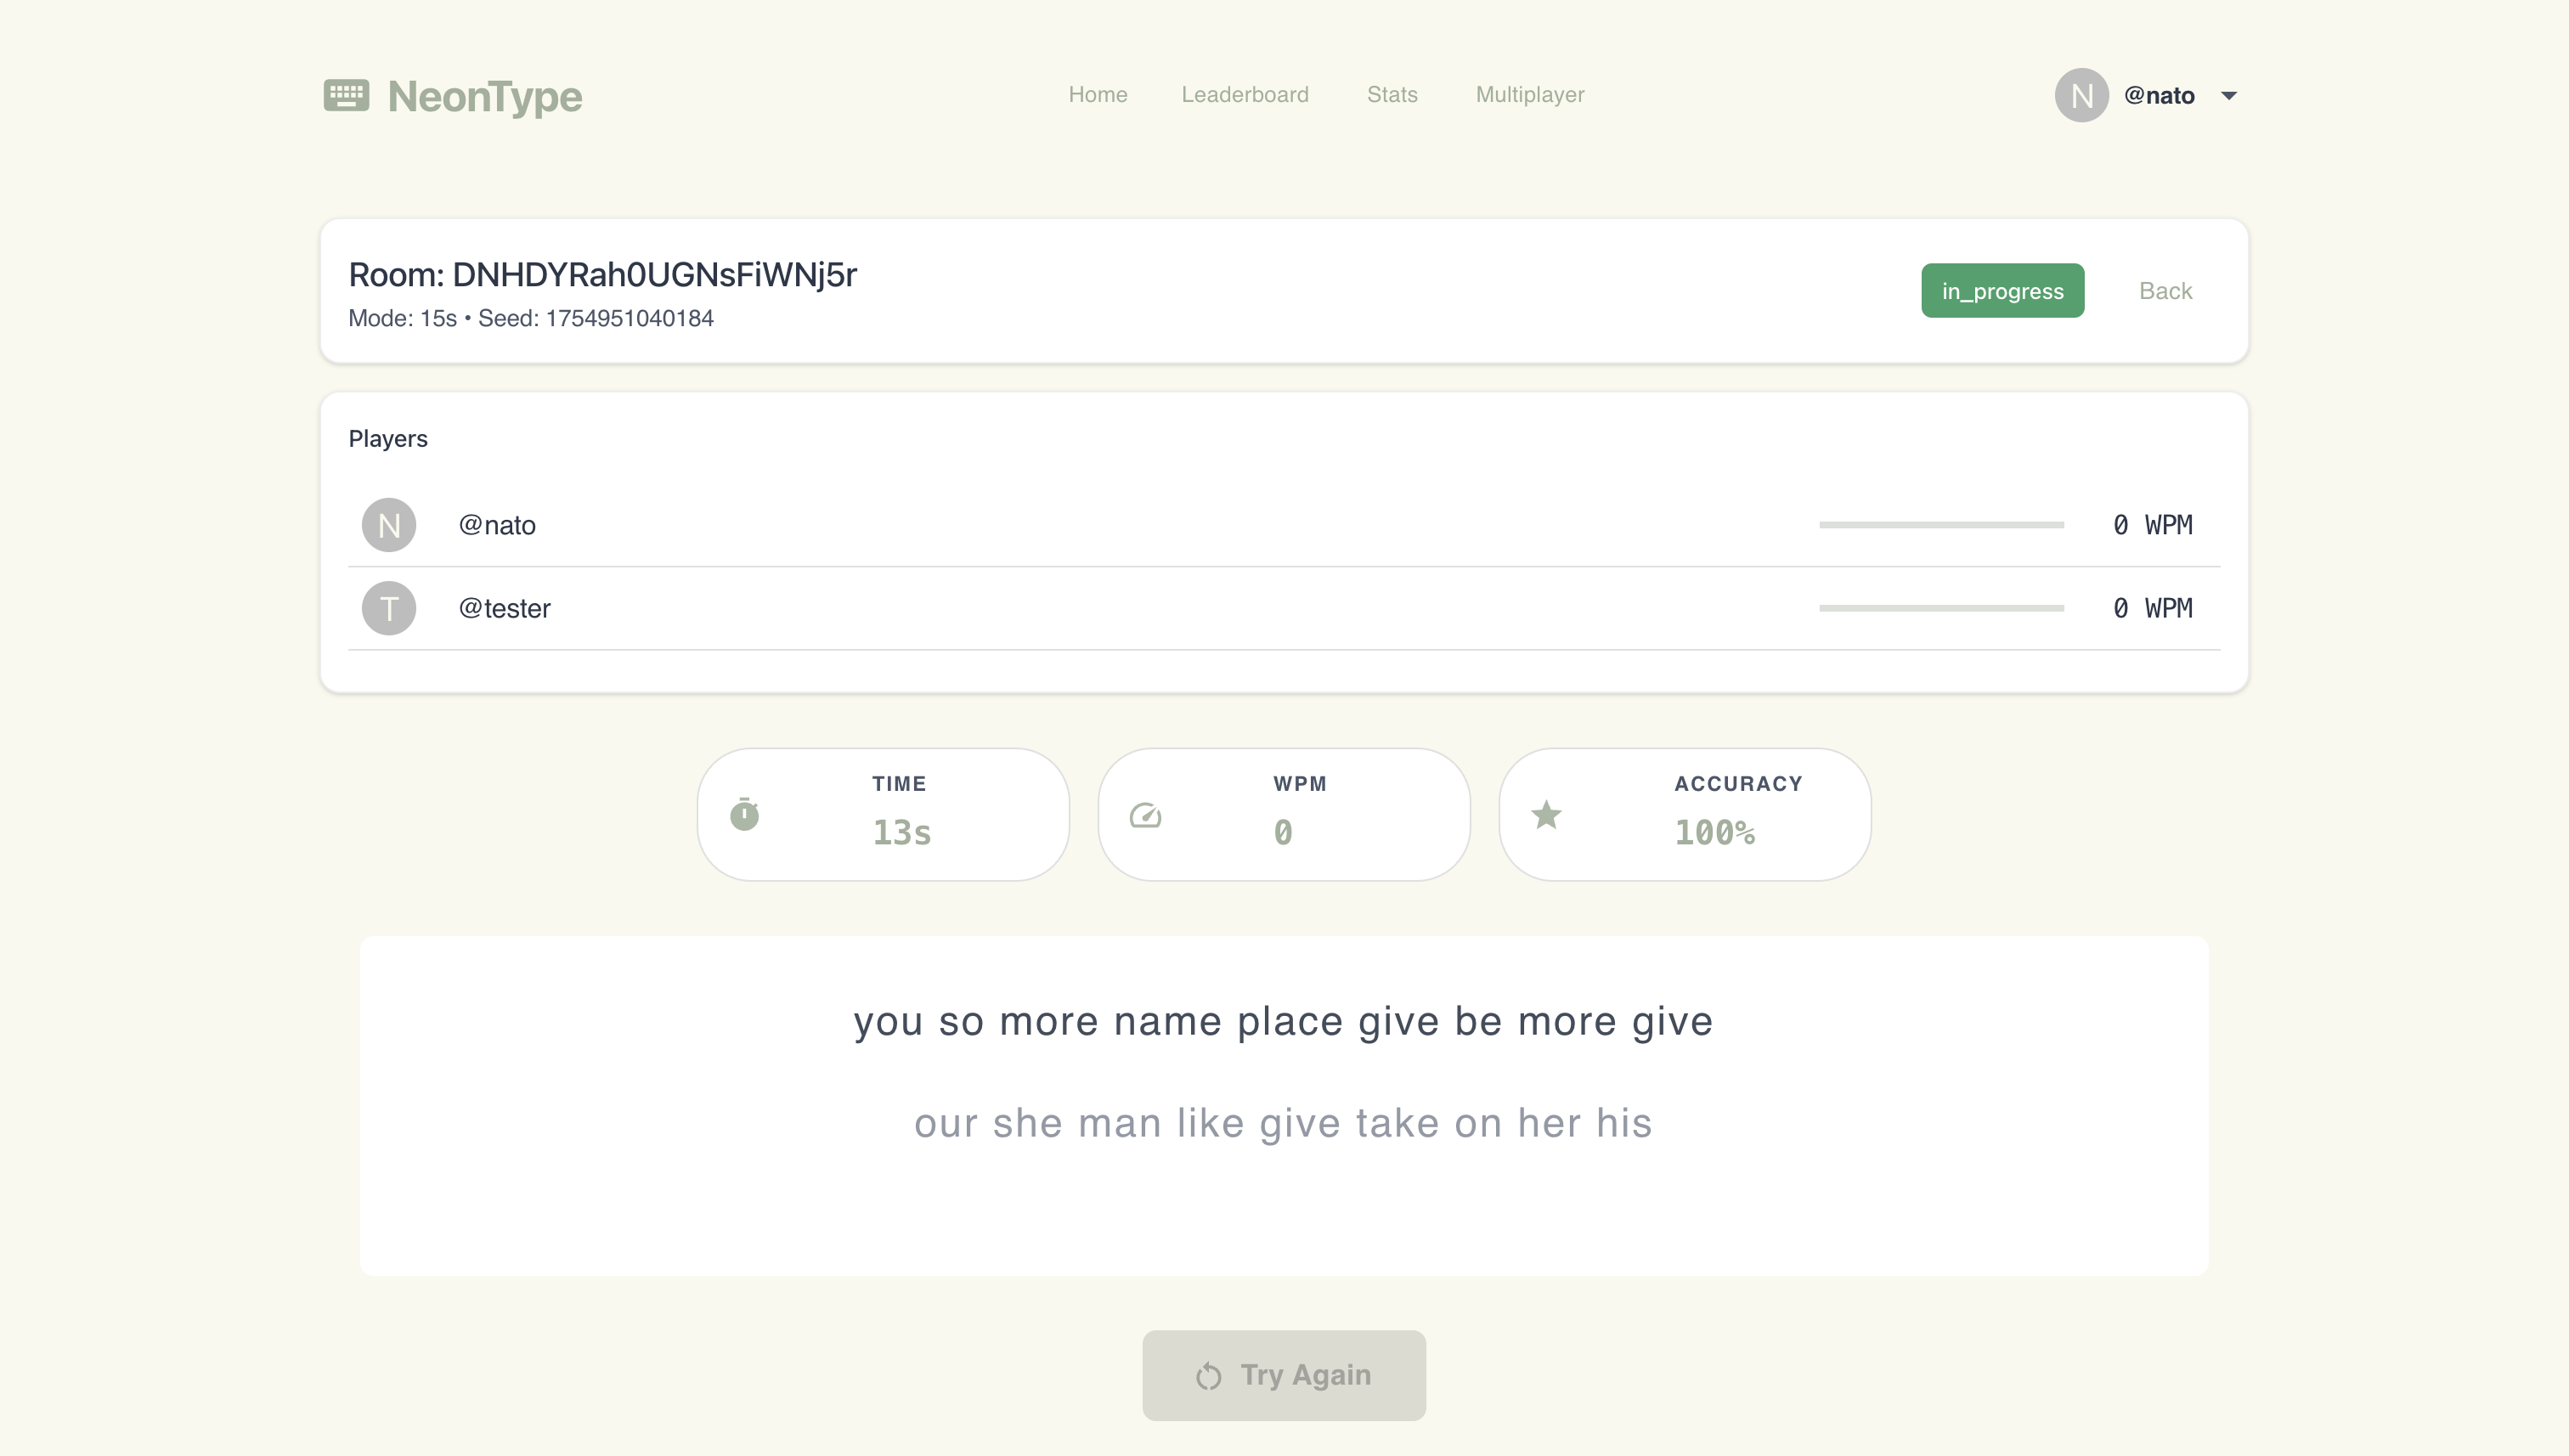 NeonType
Home Leaderboard Stats Multiplayer
N @nato
Room: DNHDYRah0UGNsFiWNj5r
Mode: 15s • Seed: 1754951040184
in_progress Back
Players
N @nato 0 WPM
T @tester 0 WPM
TIME
13s
WPM
0
ACCURACY
100%
you so more name place give be more give
our she man like give take on her his
Try Again